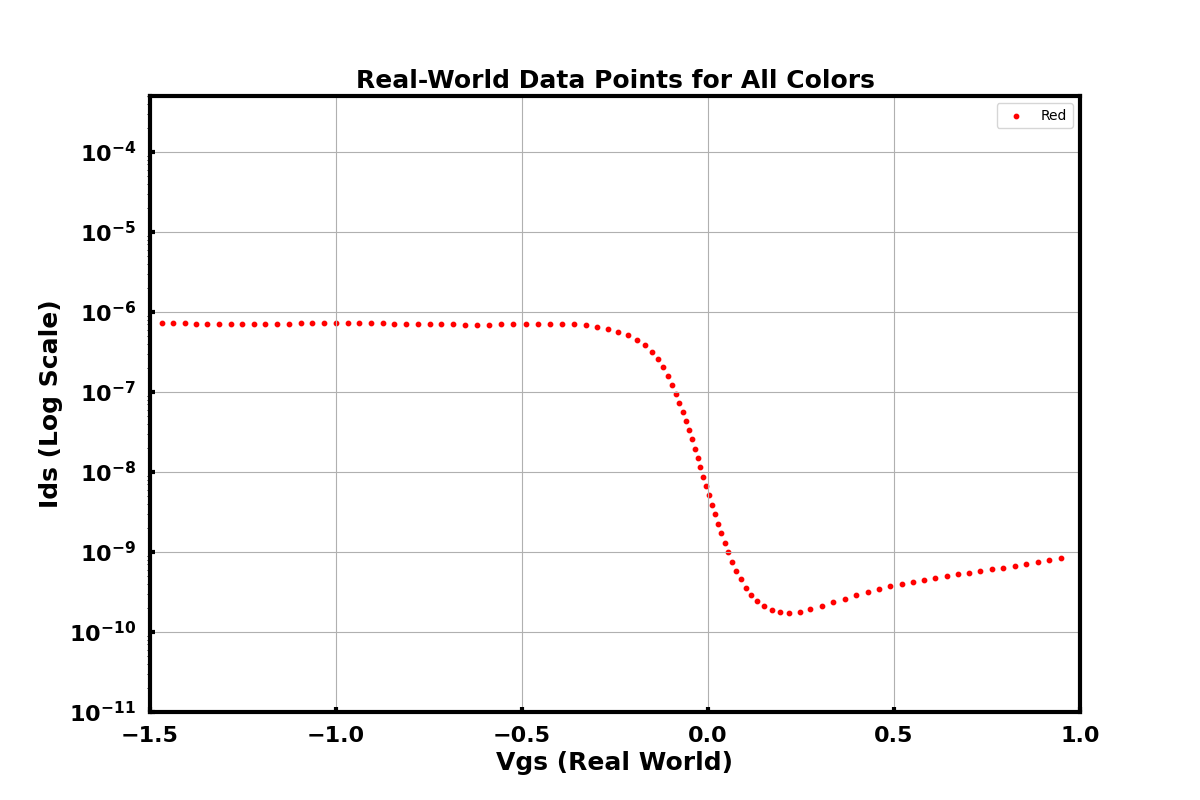 Real-World Data Points for All Colors
Red
Ids (Log Scale)
10⁻⁴
10⁻⁵
10⁻⁶
10⁻⁷
10⁻⁸
10⁻⁹
10⁻¹⁰
10⁻¹¹
−1.5 −1.0 −0.5 0.0 0.5 1.0
Vgs (Real World)